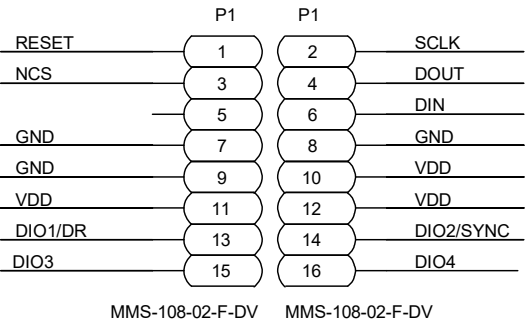 P1 P1
RESET 1 2 SCLK
NCS 3 4 DOUT
5 6 DIN
GND 7 8 GND
GND 9 10 VDD
VDD 11 12 VDD
DIO1/DR 13 14 DIO2/SYNC
DIO3 15 16 DIO4
MMS-108-02-F-DV MMS-108-02-F-DV